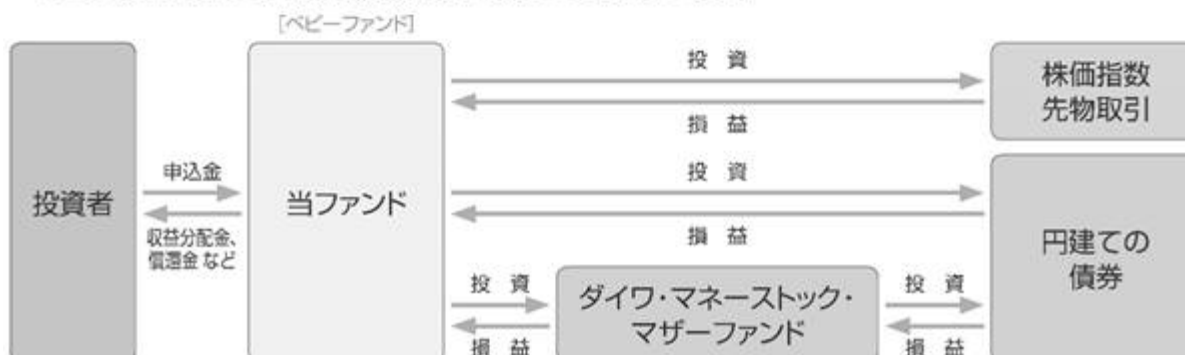 [ベビーファンド]
投資者
申込金
収益分配金、
償還金 など
当ファンド
投 資
損 益
株価指数
先物取引
投 資
損 益
円建ての
債券
投 資
損 益
ダイワ・マネーストック・
マザーファンド
投 資
損 益